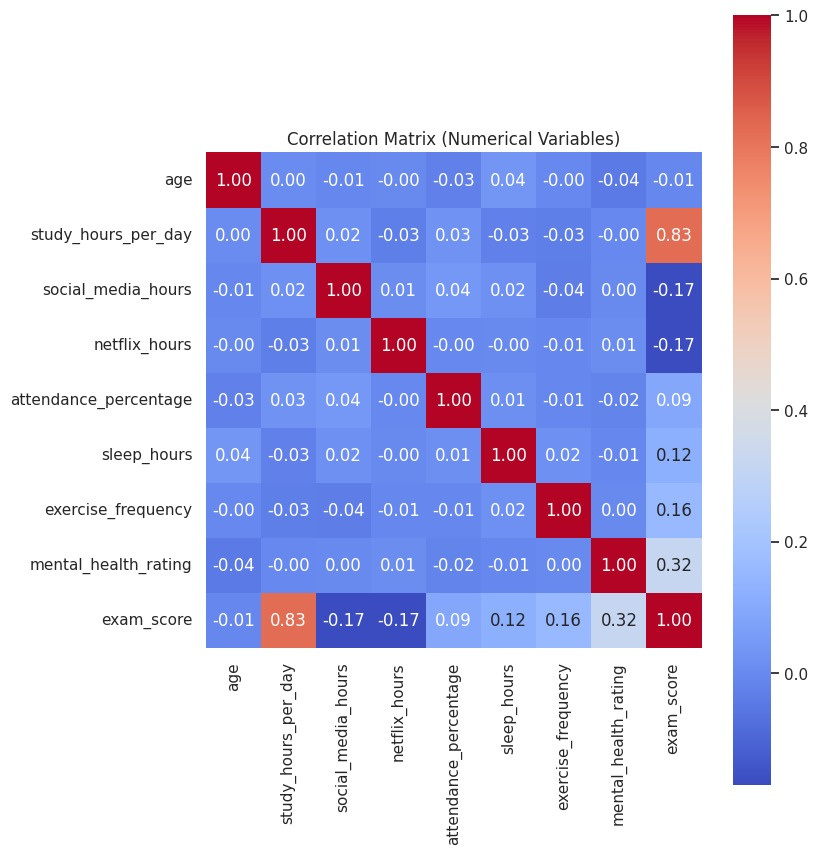 Correlation Matrix (Numerical Variables)
age 1.00 0.00 -0.01 -0.00 -0.03 0.04 -0.00 -0.04 -0.01
study_hours_per_day 0.00 1.00 0.02 -0.03 0.03 -0.03 -0.03 -0.00 0.83
social_media_hours -0.01 0.02 1.00 0.01 0.04 0.02 -0.04 0.00 -0.17
netflix_hours -0.00 -0.03 0.01 1.00 -0.00 -0.00 -0.01 0.01 -0.17
attendance_percentage -0.03 0.03 0.04 -0.00 1.00 0.01 -0.01 -0.02 0.09
sleep_hours 0.04 -0.03 0.02 -0.00 0.01 1.00 0.02 -0.01 0.12
exercise_frequency -0.00 -0.03 -0.04 -0.01 -0.01 0.02 1.00 0.00 0.16
mental_health_rating -0.04 -0.00 0.00 0.01 -0.02 -0.01 0.00 1.00 0.32
exam_score -0.01 0.83 -0.17 -0.17 0.09 0.12 0.16 0.32 1.00
age
study_hours_per_day
social_media_hours
netflix_hours
attendance_percentage
sleep_hours
exercise_frequency
mental_health_rating
exam_score
1.0
0.8
0.6
0.4
0.2
0.0